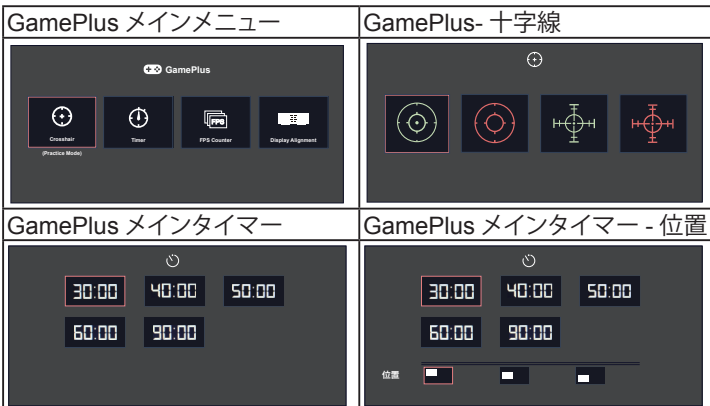 GamePlus メインメニュー
GamePlus- 十字線
GamePlus
Crosshair
Timer
FPS
FPS Counter
Display Alignment
(Practice Mode)
GamePlus メインタイマー
GamePlus メインタイマー - 位置
30:00 40:00 50:00
60:00 90:00
30:00 40:00 50:00
60:00 90:00
位置